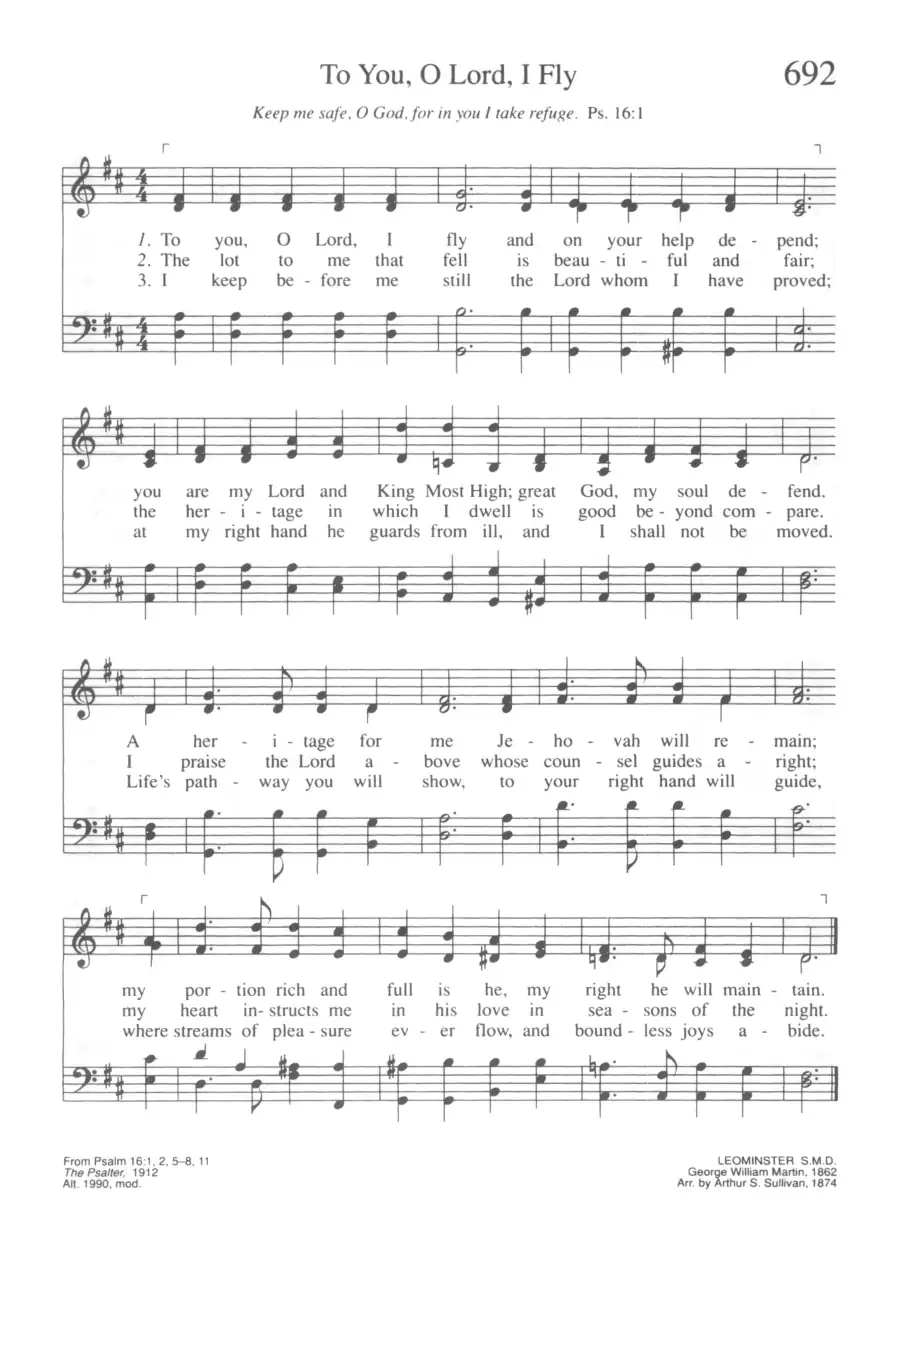 To You, O Lord, I Fly
692
Keep me safe, O God, for in you I take refuge. Ps. 16:1
1. To you, O Lord, I fly and on your help de - pend;
2. The lot to me that fell is beau - ti - ful and fair;
3. I keep be - fore me still the Lord whom I have proved;
you are my Lord and King Most High; great God, my soul de - fend.
the her - i - tage in which I dwell is good be - yond com - pare.
at my right hand he guards from ill, and I shall not be moved.
A her - i - tage for me Je - ho - vah will re - main;
I praise the Lord a - bove whose coun - sel guides a - right;
Life's path - way you will show, to your right hand will guide,
my por - tion rich and full is he, my right he will main - tain.
my heart in- structs me in his love in sea - sons of the night.
where streams of plea - sure ev - er flow, and bound - less joys a - bide.
From Psalm 16:1, 2, 5–8, 11
The Psalter, 1912
Alt. 1990, mod.
LEOMINSTER S.M.D.
George William Martin, 1862
Arr. by Arthur S. Sullivan, 1874